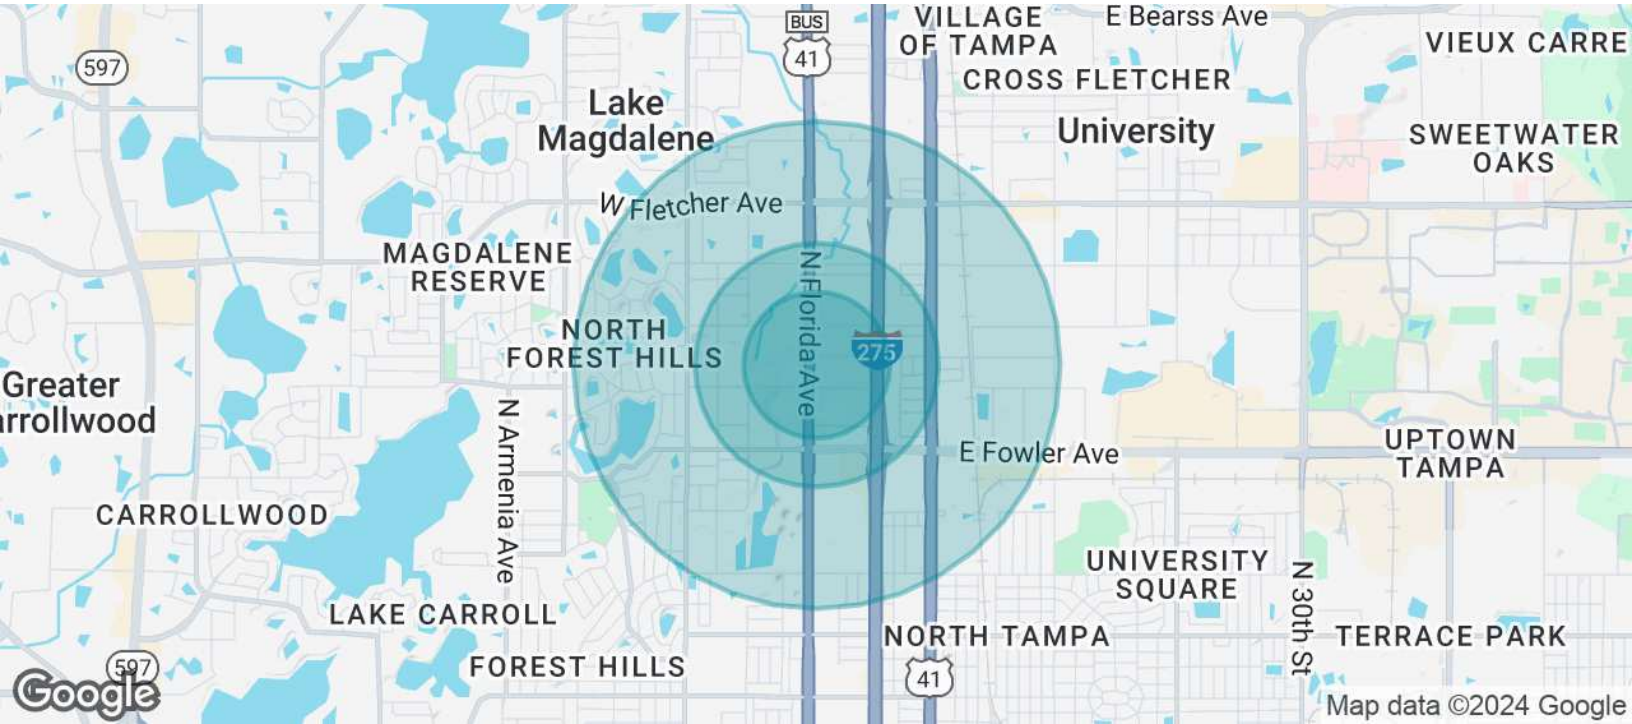 BUS
41
VILLAGE
OF TAMPA
E Bearss Ave
VIEUX CARRE
597
CROSS FLETCHER
Lake
Magdalene
University
SWEETWATER
OAKS
W Fletcher Ave
MAGDALENE
RESERVE
N Florida Ave
NORTH
FOREST HILLS
275
Greater
arrollwood
N Armenia Ave
E Fowler Ave
UPTOWN
TAMPA
CARROLLWOOD
UNIVERSITY
SQUARE
N 30th St
LAKE CARROLL
NORTH TAMPA
TERRACE PARK
FOREST HILLS
597
41
Google
Map data ©2024 Google